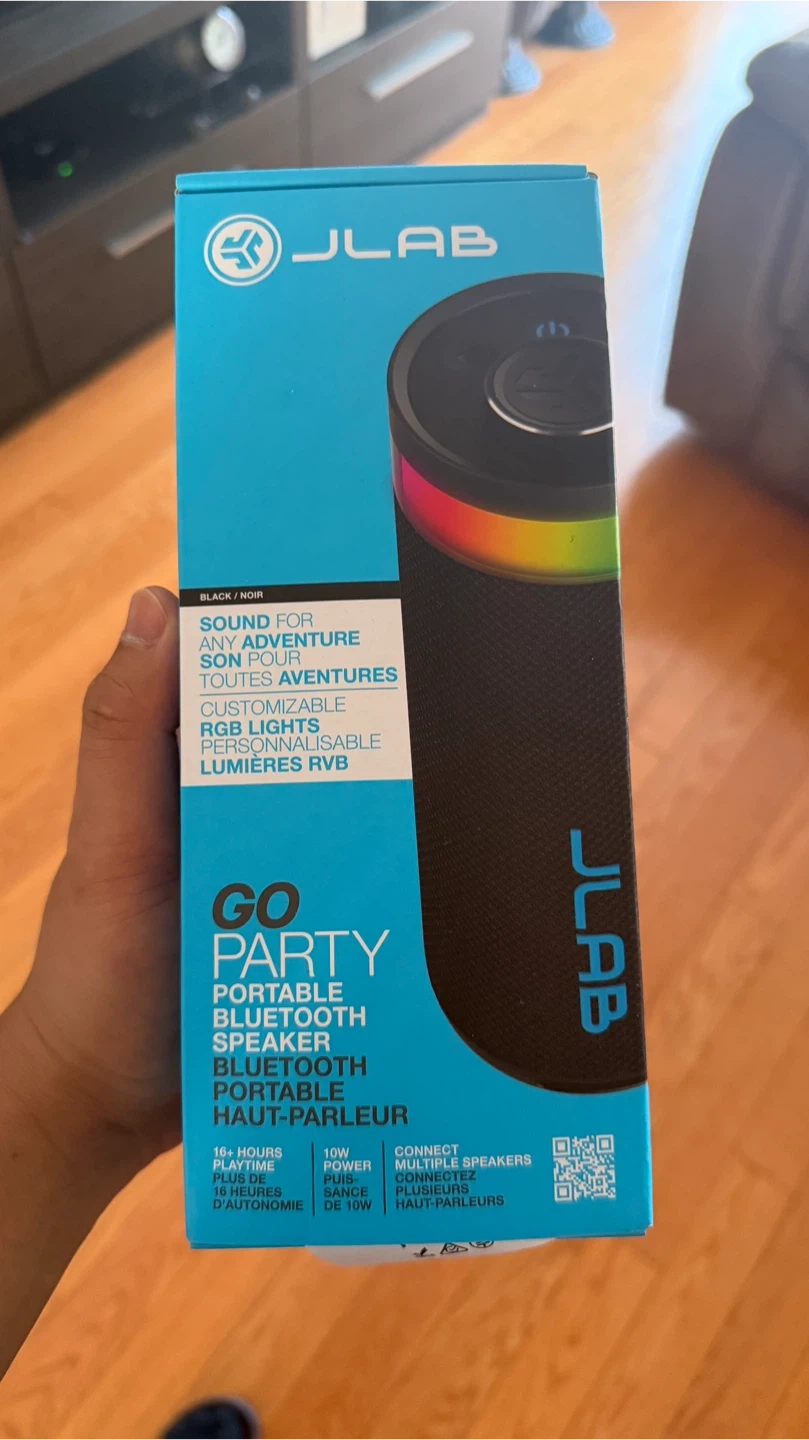 JLAB
BLACK / NOIR
SOUND FOR
ANY ADVENTURE
SON POUR
TOUTES AVENTURES
CUSTOMIZABLE
RGB LIGHTS
PERSONNALISABLE
LUMIÈRES RVB
JLAB
GO
PARTY
PORTABLE
BLUETOOTH
SPEAKER
BLUETOOTH
PORTABLE
HAUT-PARLEUR
16+ HOURS
PLAYTIME
PLUS DE
16 HEURES
D'AUTONOMIE
10W
POWER
PUIS-
SANCE
DE 10W
CONNECT
MULTIPLE SPEAKERS
CONNECTEZ
PLUSIEURS
HAUT-PARLEURS